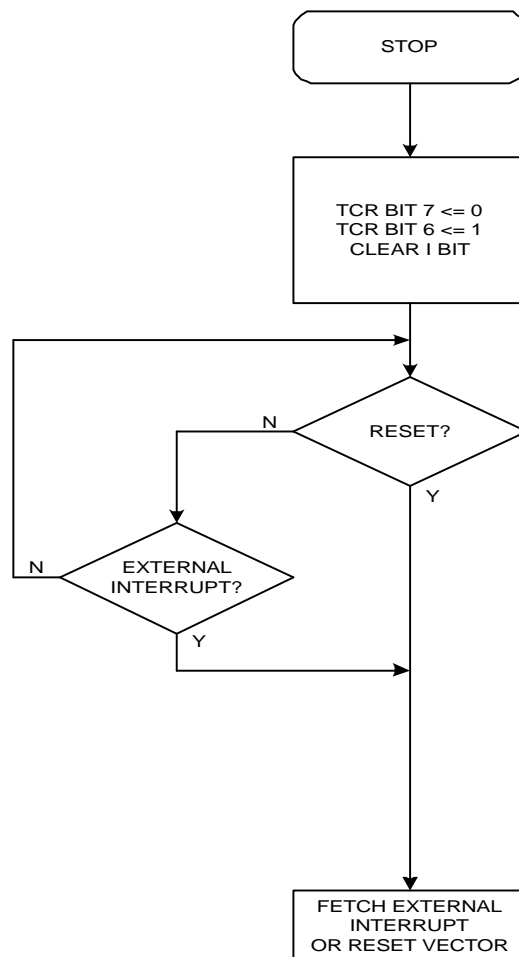 STOP
TCR BIT 7 <= 0
TCR BIT 6 <= 1
CLEAR I BIT
N
RESET?
Y
N
EXTERNAL
INTERRUPT?
Y
FETCH EXTERNAL
INTERRUPT
OR RESET VECTOR